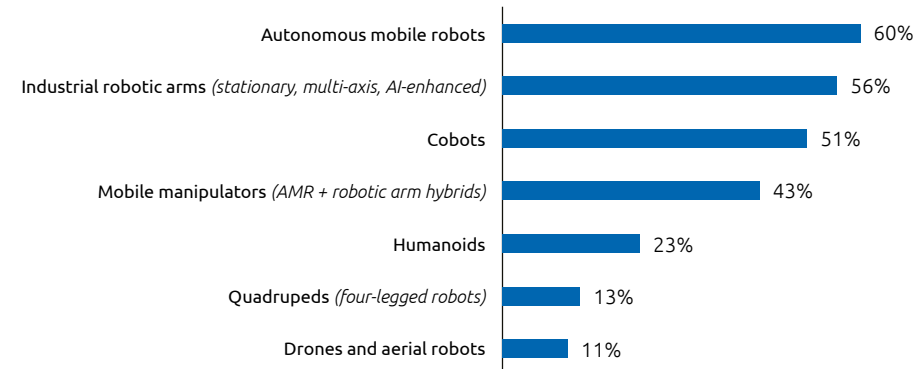 Autonomous mobile robots 60%
Industrial robotic arms (stationary, multi-axis, AI-enhanced) 56%
Cobots 51%
Mobile manipulators (AMR + robotic arm hybrids) 43%
Humanoids 23%
Quadrupeds (four-legged robots) 13%
Drones and aerial robots 11%